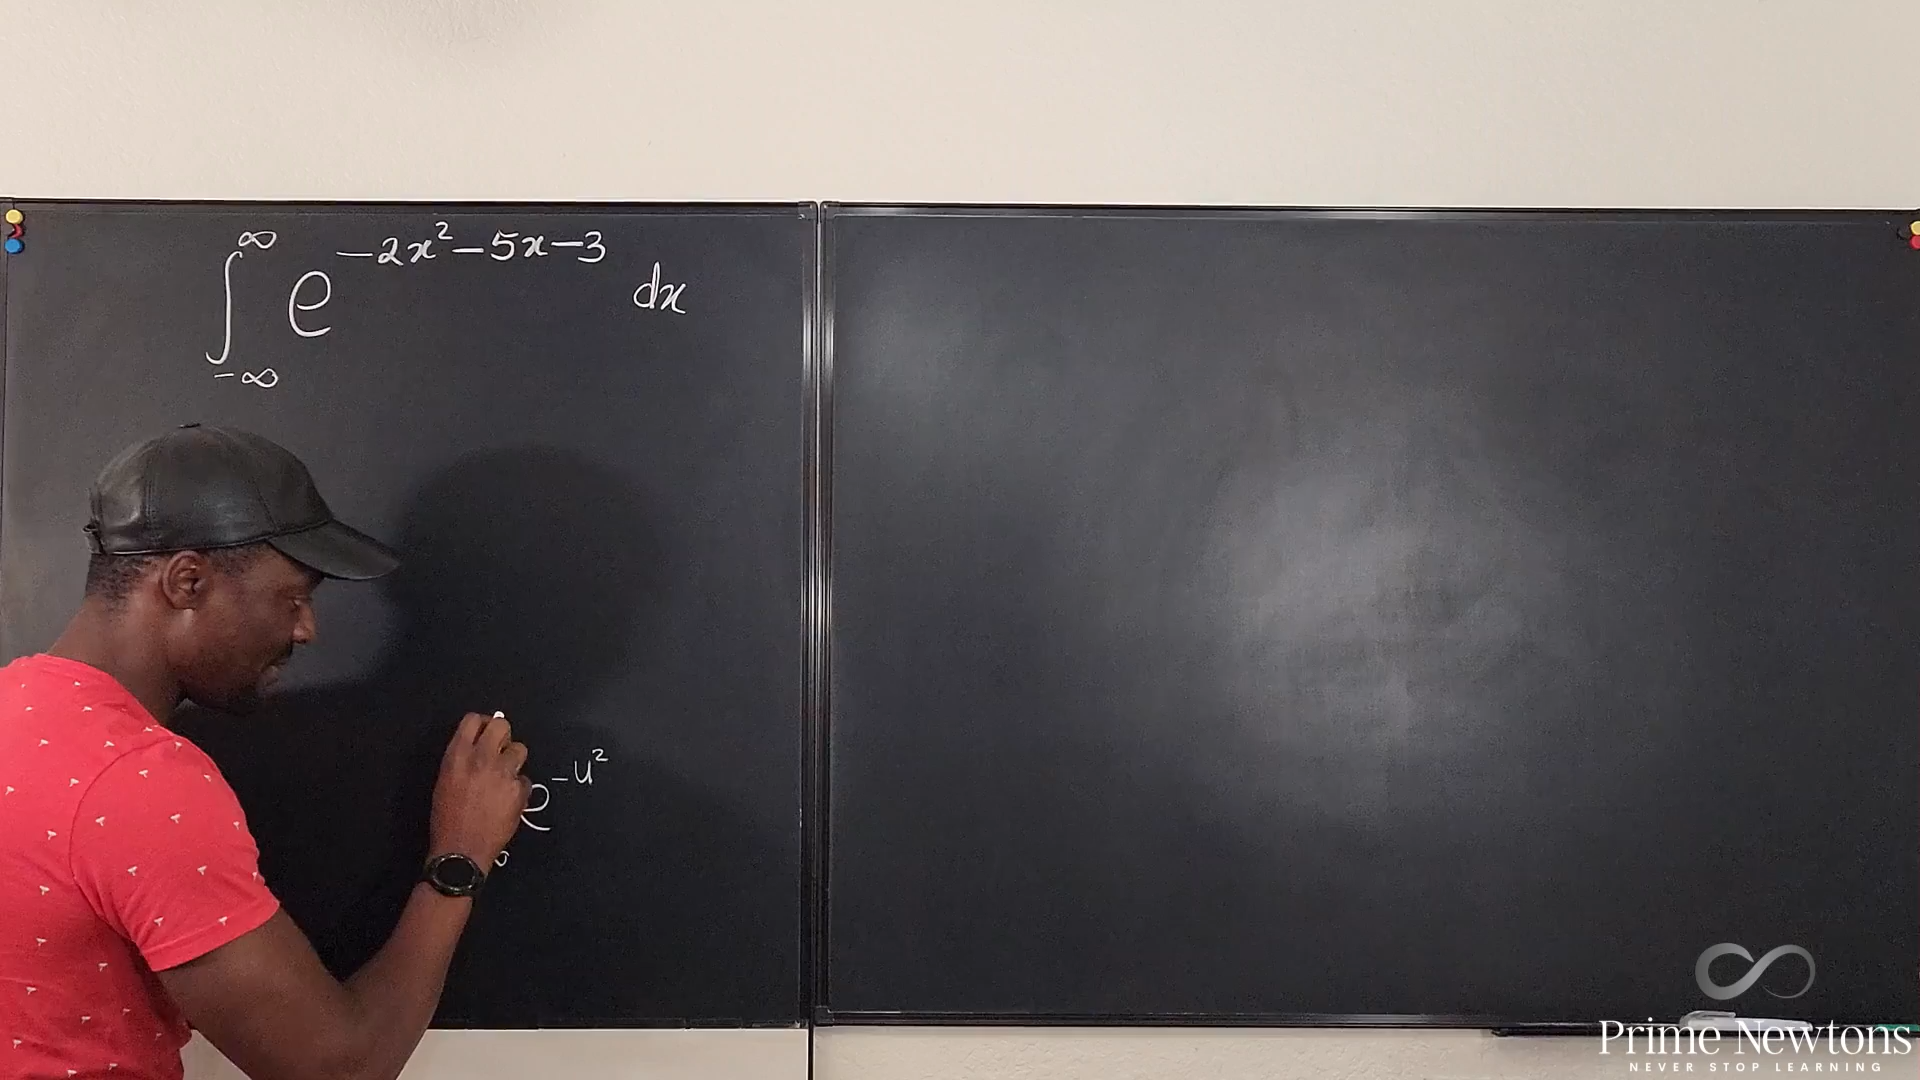 ∫_{-∞}^{∞} e^{-2x²-5x-3} dx
e^{-u²}
Prime Newtons
NEVER STOP LEARNING